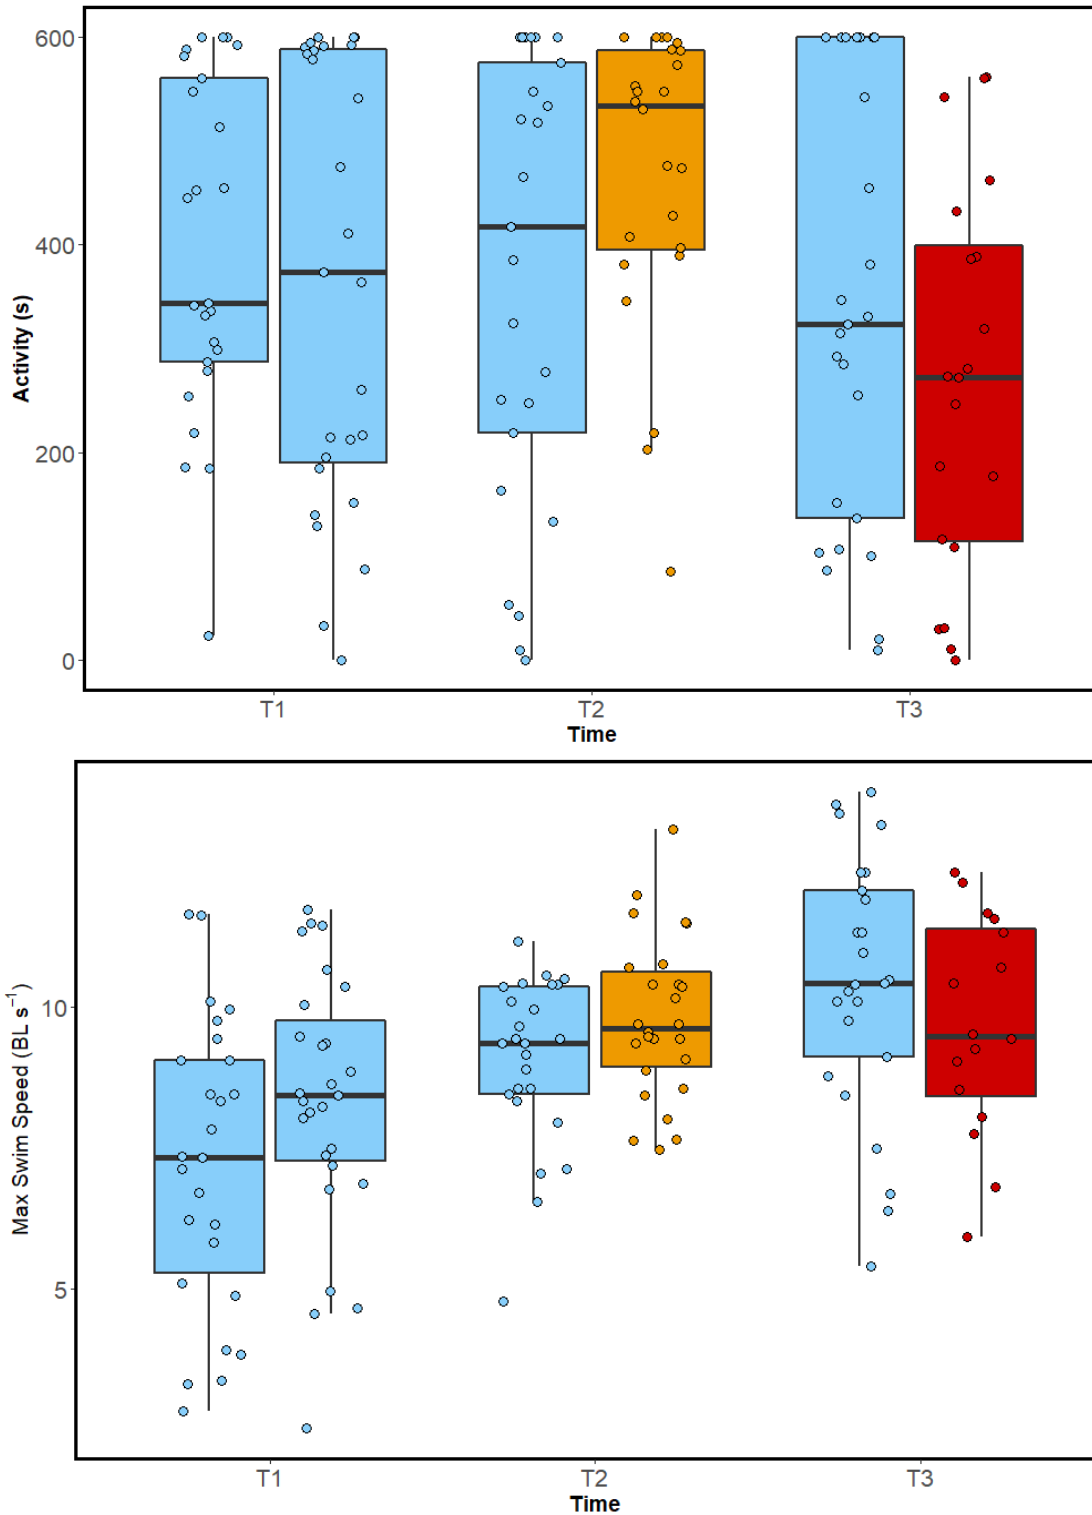 600
400
200
0
Activity (s)
T1 T2 T3
Time
10
5
Max Swim Speed (BL s⁻¹)
T1 T2 T3
Time